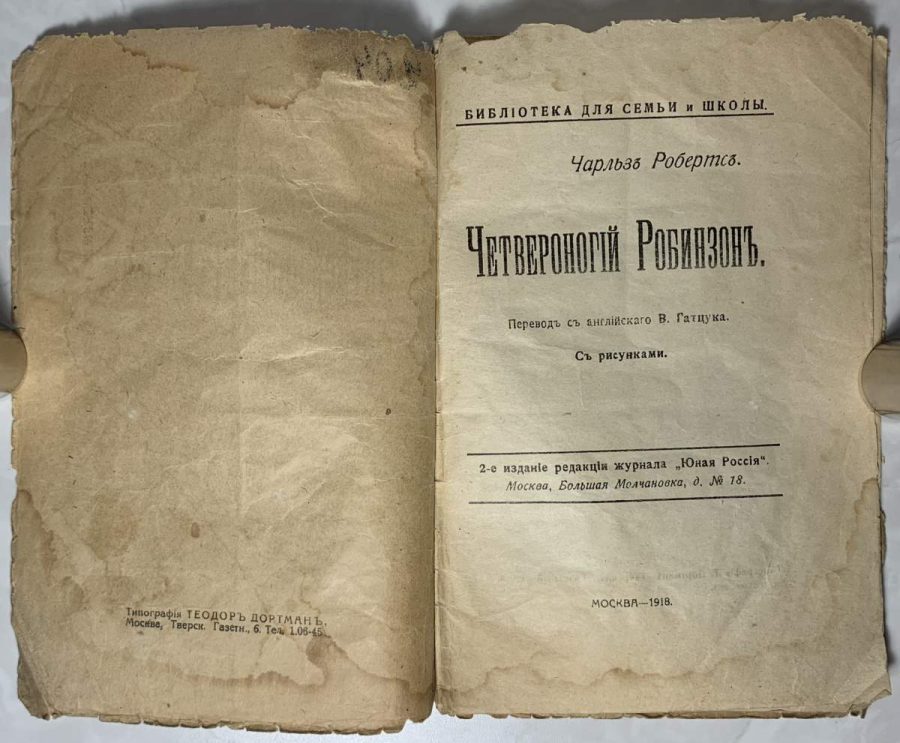 Типографія ТЕОДОРЪ ДОРТМАНЪ,
Москва, Тверск. Газетн., 6. Тел. 1.06-45
БИБЛІОТЕКА ДЛЯ СЕМЬИ и ШКОЛЫ.
Чарльзъ Робертсъ.
ЧЕТВЕРОНОГІЙ РОБИНЗОНЪ.
Переводъ съ англійскаго В. Гатцука.
Съ рисунками.
2-е изданіе редакціи журнала „Юная Россія“.
Москва, Большая Молчановка, д. № 18.
МОСКВА—1918.